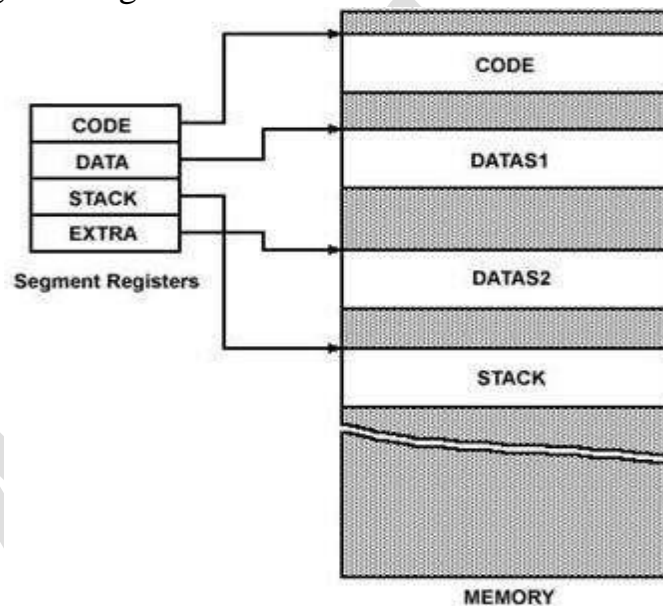 CODE
DATA
STACK
EXTRA
Segment Registers
CODE
DATAS1
DATAS2
STACK
MEMORY